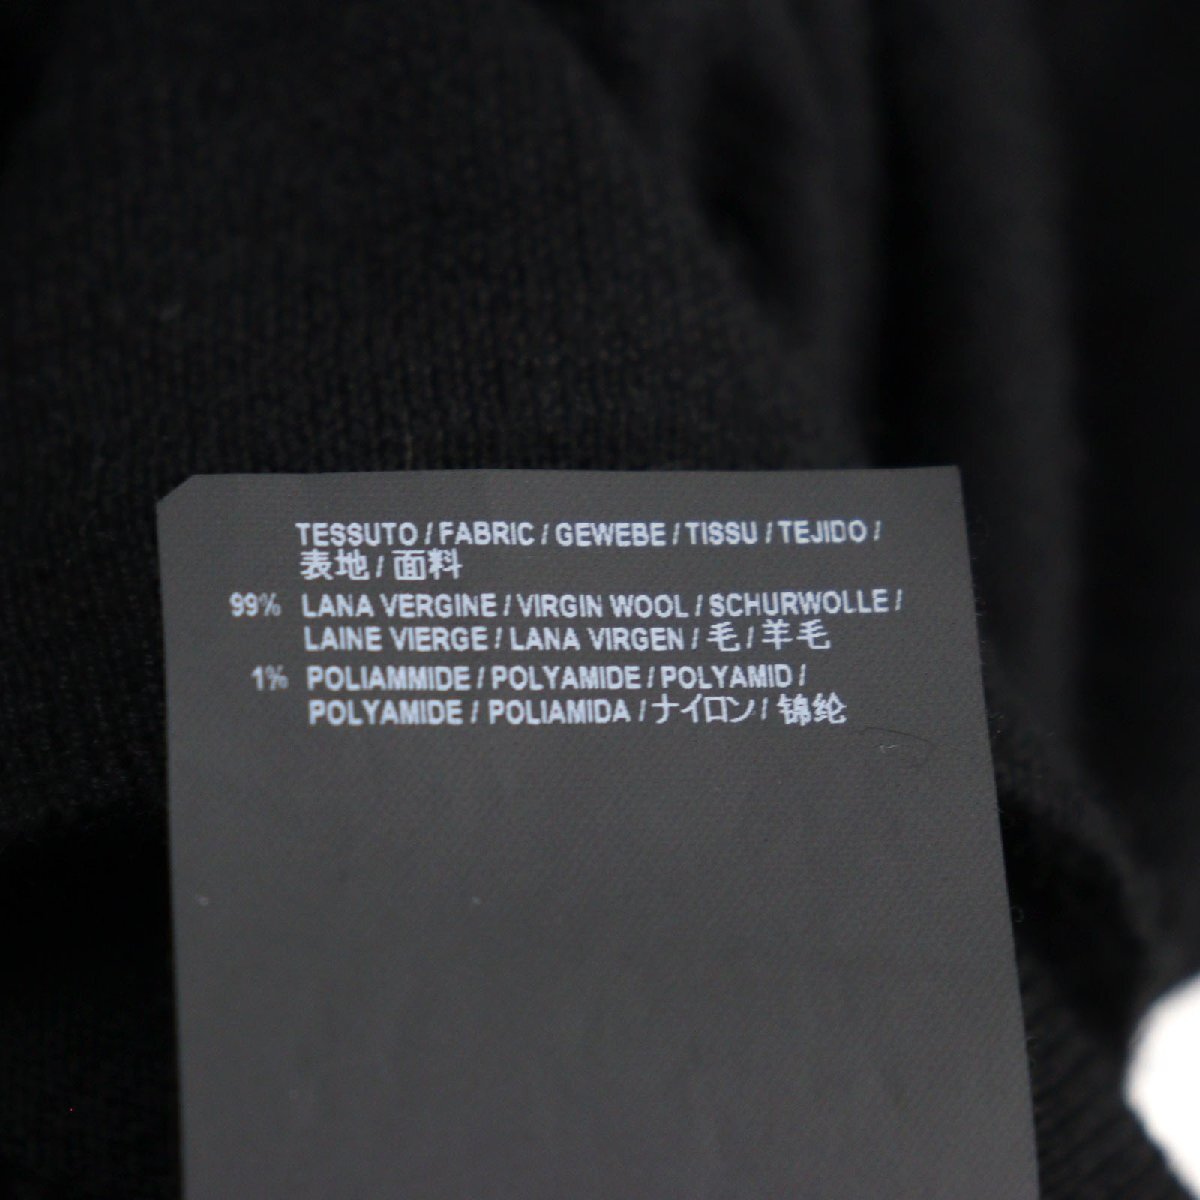 TESSUTO / FABRIC / GEWEBE / TISSU / TEJIDO /
表地 / 面料
99% LANA VERGINE / VIRGIN WOOL / SCHURWOLLE /
LAINE VIERGE / LANA VIRGEN / 毛 / 羊毛
1% POLIAMMIDE / POLYAMIDE / POLYAMID /
POLYAMIDE / POLIAMIDA / ナイロン / 锦纶